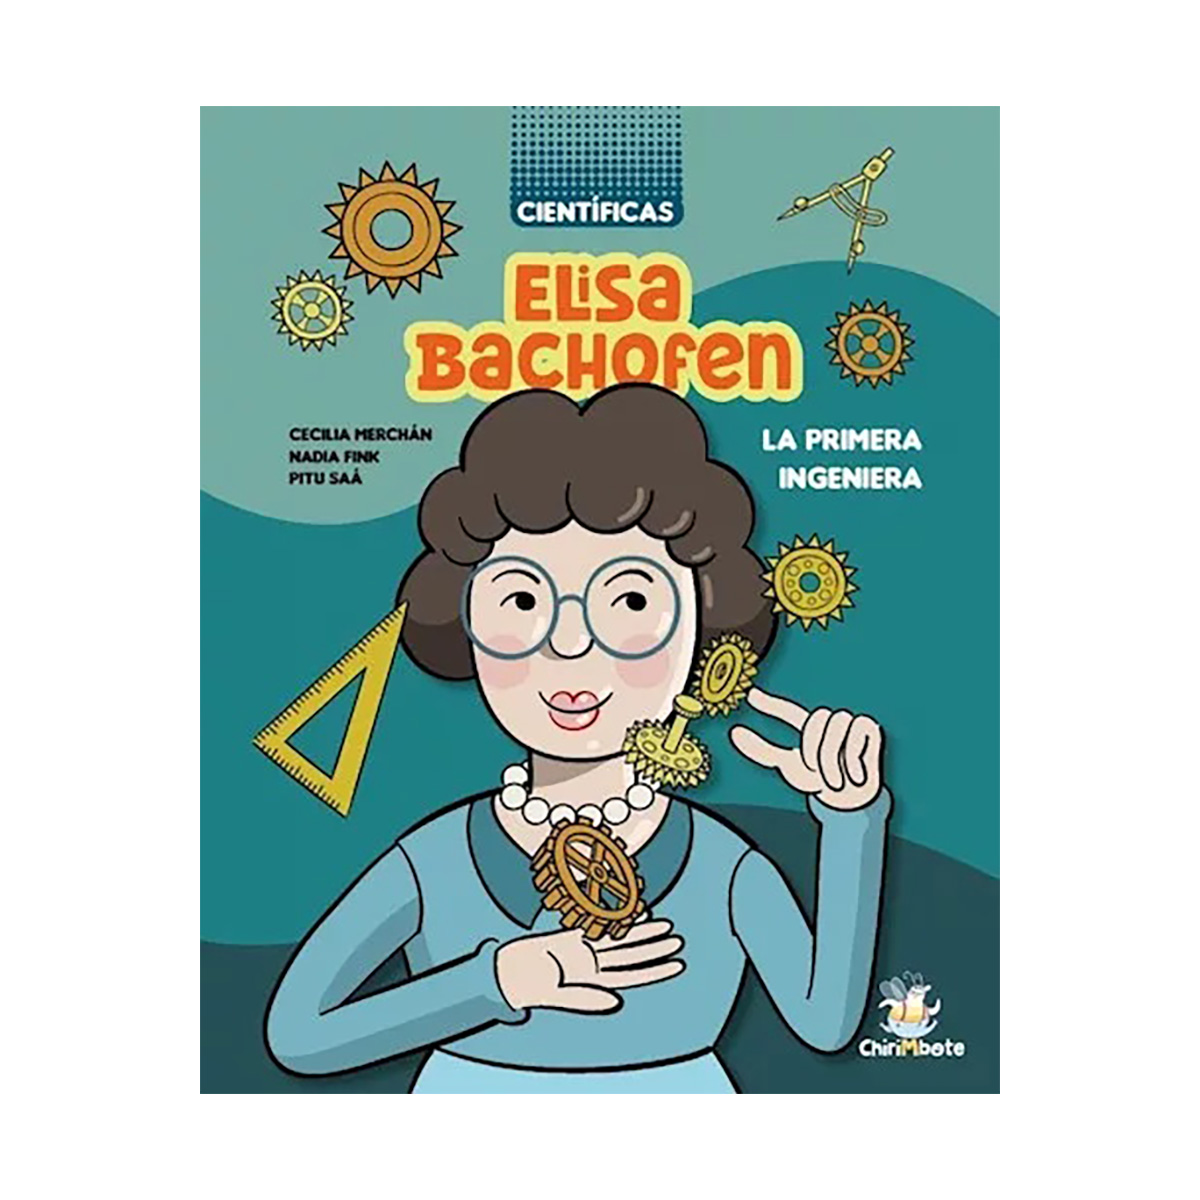 CIENTÍFICAS
ELiSa
BacHOFEN
CECILIA MERCHÁN
NADIA FINK
PITU SAÁ
LA PRIMERA
INGENIERA
ChiriMbote